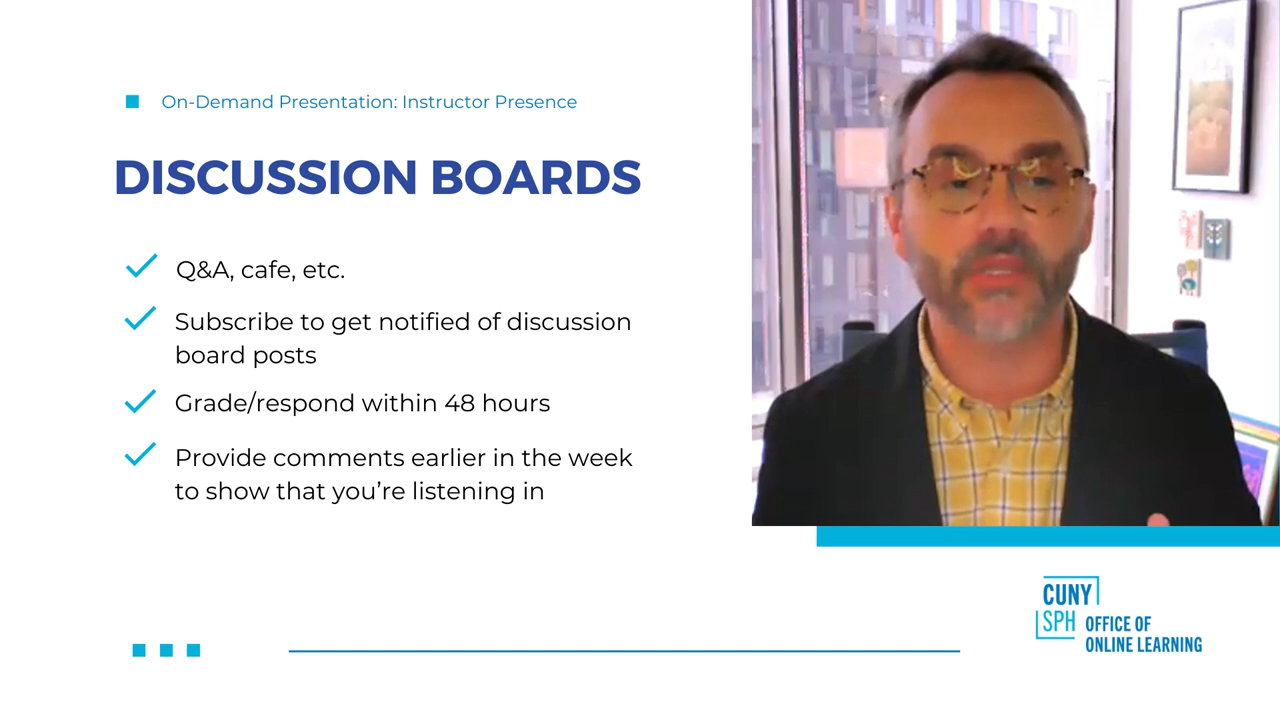 On-Demand Presentation: Instructor Presence
DISCUSSION BOARDS
Q&A, cafe, etc.
Subscribe to get notified of discussion
board posts
Grade/respond within 48 hours
Provide comments earlier in the week
to show that you’re listening in
CUNY
SPH OFFICE OF
ONLINE LEARNING